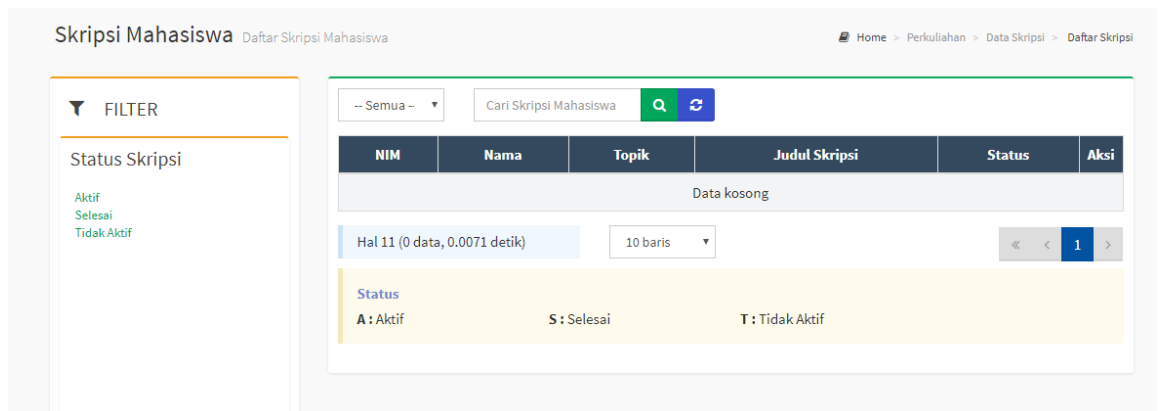 Skripsi Mahasiswa Daftar Skripsi Mahasiswa
Home > Perkuliahan > Data Skripsi > Daftar Skripsi
FILTER
Status Skripsi
Aktif
Selesai
Tidak Aktif
-- Semua -- Cari Skripsi Mahasiswa
NIM Nama Topik Judul Skripsi Status Aksi
Data kosong
Hal 11 (0 data, 0.0071 detik) 10 baris « < 1 >
Status
A : Aktif S : Selesai T : Tidak Aktif